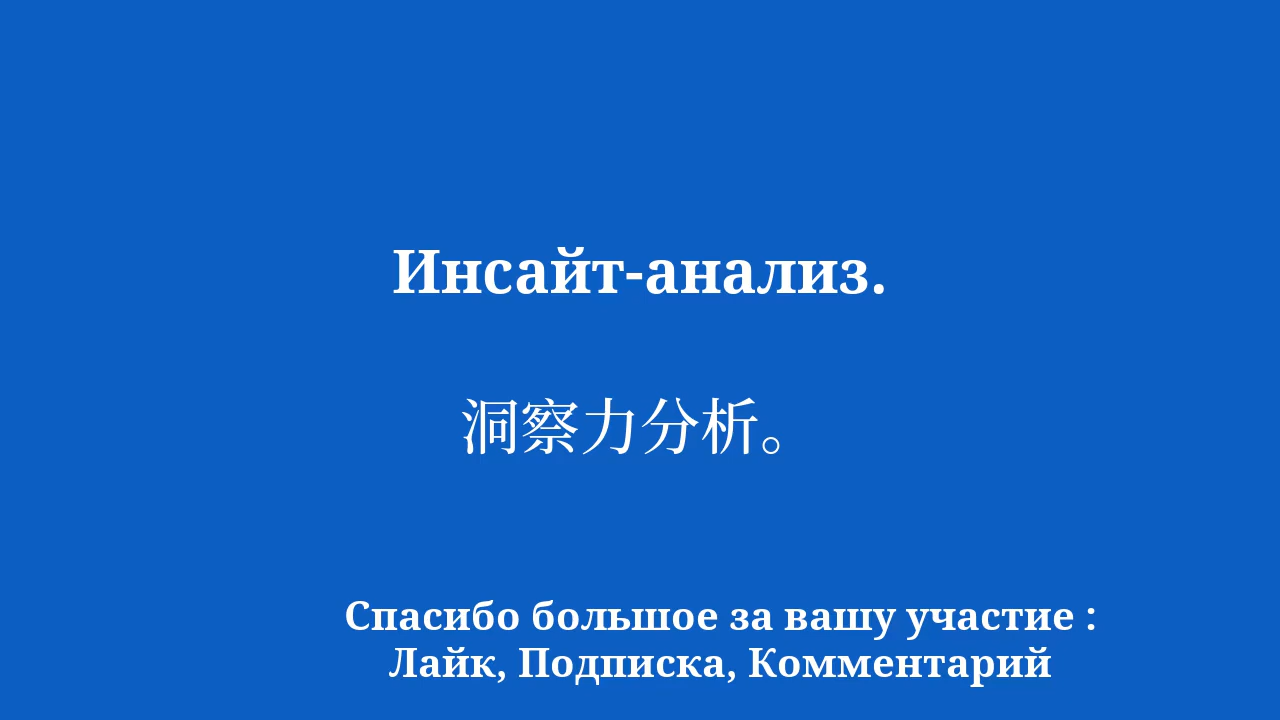 Инсайт-анализ.
洞察力分析。
Спасибо большое за вашу участие :
Лайк, Подписка, Комментарий